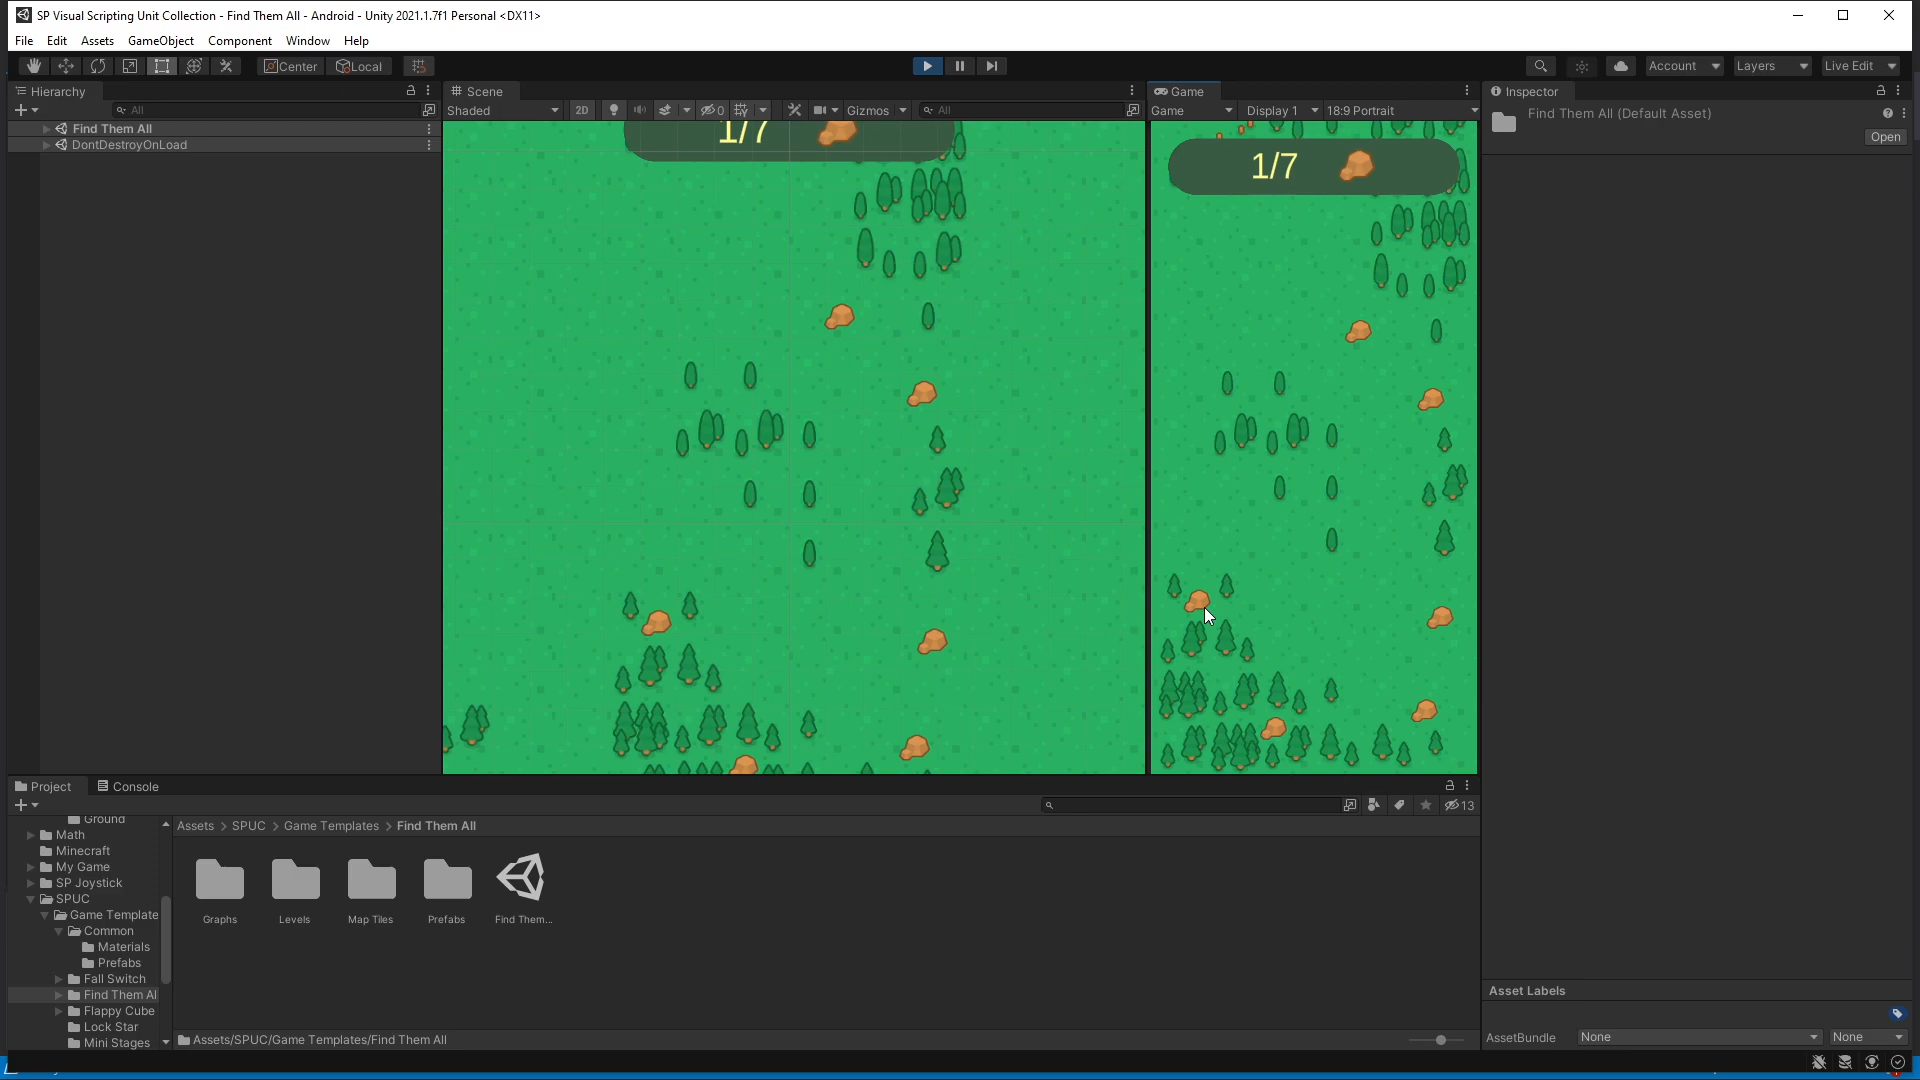 SP Visual Scripting Unit Collection - Find Them All - Android - Unity 2021.1.7f1 Personal <DX11>
File Edit Assets GameObject Component Window Help
Center Local Account Layers Live Edit
Hierarchy Scene Game Inspector
All Shaded 2D 0 Gizmos All Game Display 1 18:9 Portrait
Find Them All (Default Asset)
Open
Find Them All
DontDestroyOnLoad
1/7
1/7
Project Console
13
Assets > SPUC > Game Templates > Find Them All
Ground
Math
Minecraft
My Game
SP Joystick
SPUC
Game Template
Common
Materials
Prefabs
Fall Switch
Find Them Al
Flappy Cube
Lock Star
Mini Stages
Graphs Levels Map Tiles Prefabs Find Them...
Assets/SPUC/Game Templates/Find Them All
Asset Labels
AssetBundle None None